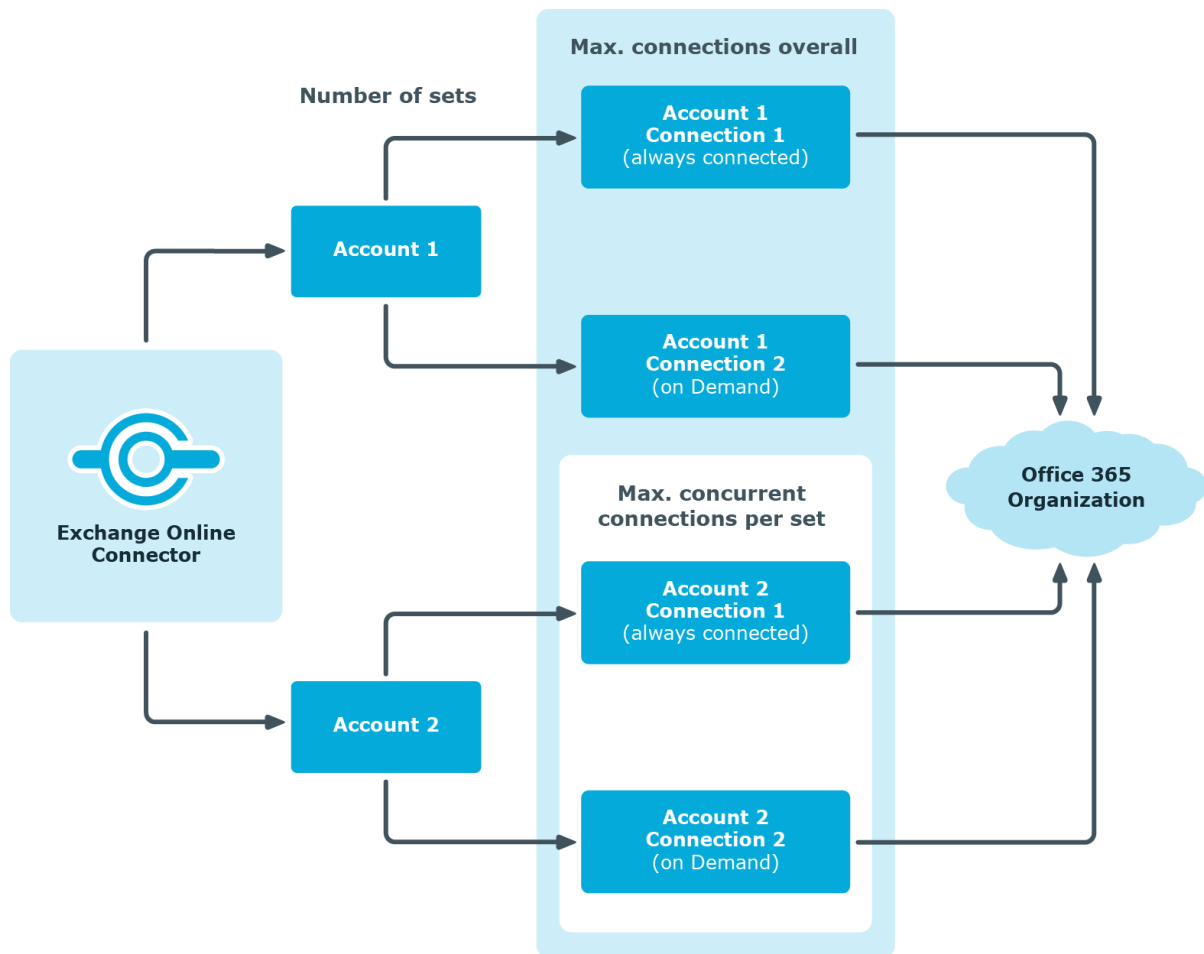 Max. connections overall
Number of sets
Account 1
Connection 1
(always connected)
Account 1
Account 1
Connection 2
(on Demand)
Exchange Online
Connector
Max. concurrent
connections per set
Office 365
Organization
Account 2
Connection 1
(always connected)
Account 2
Account 2
Connection 2
(on Demand)